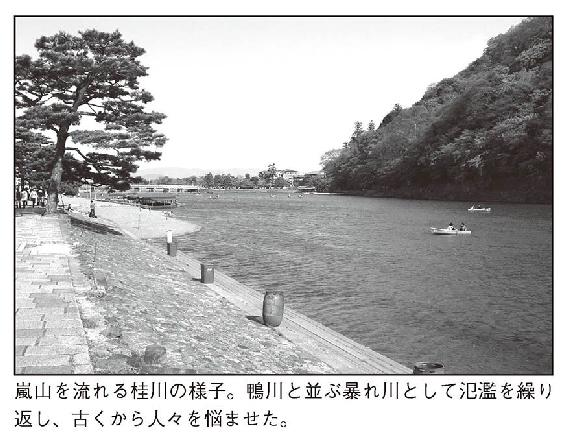 嵐山を流れる桂川の様子。鴨川と並ぶ暴れ川として氾濫を繰り
返し、古くから人々を悩ませた。